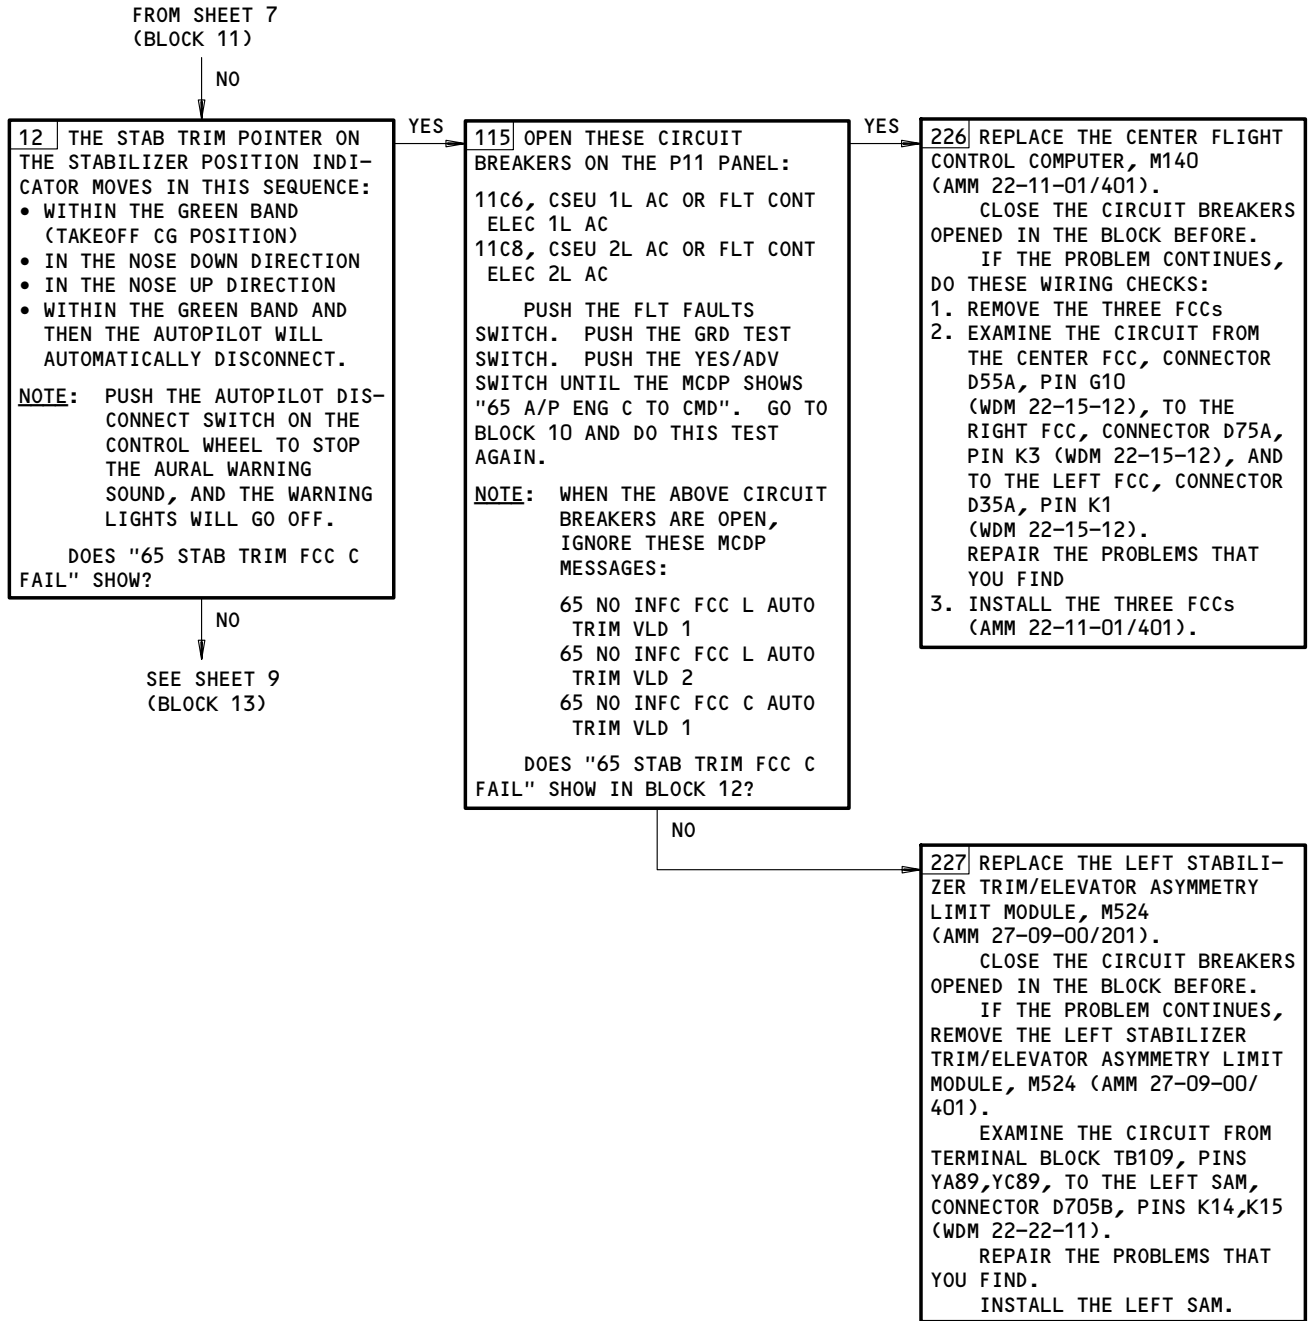 FROM SHEET 7
(BLOCK 11)
NO
12 THE STAB TRIM POINTER ON
THE STABILIZER POSITION INDI-
CATOR MOVES IN THIS SEQUENCE:
• WITHIN THE GREEN BAND
(TAKEOFF CG POSITION)
• IN THE NOSE DOWN DIRECTION
• IN THE NOSE UP DIRECTION
• WITHIN THE GREEN BAND AND
THEN THE AUTOPILOT WILL
AUTOMATICALLY DISCONNECT.
NOTE: PUSH THE AUTOPILOT DIS-
CONNECT SWITCH ON THE
CONTROL WHEEL TO STOP
THE AURAL WARNING
SOUND, AND THE WARNING
LIGHTS WILL GO OFF.
DOES "65 STAB TRIM FCC C
FAIL" SHOW?
NO
SEE SHEET 9
(BLOCK 13)
YES
115 OPEN THESE CIRCUIT
BREAKERS ON THE P11 PANEL:
11C6, CSEU 1L AC OR FLT CONT
ELEC 1L AC
11C8, CSEU 2L AC OR FLT CONT
ELEC 2L AC
PUSH THE FLT FAULTS
SWITCH. PUSH THE GRD TEST
SWITCH. PUSH THE YES/ADV
SWITCH UNTIL THE MCDP SHOWS
"65 A/P ENG C TO CMD". GO TO
BLOCK 10 AND DO THIS TEST
AGAIN.
NOTE: WHEN THE ABOVE CIRCUIT
BREAKERS ARE OPEN,
IGNORE THESE MCDP
MESSAGES:
65 NO INFC FCC L AUTO
TRIM VLD 1
65 NO INFC FCC L AUTO
TRIM VLD 2
65 NO INFC FCC C AUTO
TRIM VLD 1
DOES "65 STAB TRIM FCC C
FAIL" SHOW IN BLOCK 12?
YES
226 REPLACE THE CENTER FLIGHT
CONTROL COMPUTER, M140
(AMM 22-11-01/401).
CLOSE THE CIRCUIT BREAKERS
OPENED IN THE BLOCK BEFORE.
IF THE PROBLEM CONTINUES,
DO THESE WIRING CHECKS:
1. REMOVE THE THREE FCCs
2. EXAMINE THE CIRCUIT FROM
THE CENTER FCC, CONNECTOR
D55A, PIN G10
(WDM 22-15-12), TO THE
RIGHT FCC, CONNECTOR D75A,
PIN K3 (WDM 22-15-12), AND
TO THE LEFT FCC, CONNECTOR
D35A, PIN K1
(WDM 22-15-12).
REPAIR THE PROBLEMS THAT
YOU FIND
3. INSTALL THE THREE FCCs
(AMM 22-11-01/401).
NO
227 REPLACE THE LEFT STABILI-
ZER TRIM/ELEVATOR ASYMMETRY
LIMIT MODULE, M524
(AMM 27-09-00/201).
CLOSE THE CIRCUIT BREAKERS
OPENED IN THE BLOCK BEFORE.
IF THE PROBLEM CONTINUES,
REMOVE THE LEFT STABILIZER
TRIM/ELEVATOR ASYMMETRY LIMIT
MODULE, M524 (AMM 27-09-00/
401).
EXAMINE THE CIRCUIT FROM
TERMINAL BLOCK TB109, PINS
YA89,YC89, TO THE LEFT SAM,
CONNECTOR D705B, PINS K14,K15
(WDM 22-22-11).
REPAIR THE PROBLEMS THAT
YOU FIND.
INSTALL THE LEFT SAM.